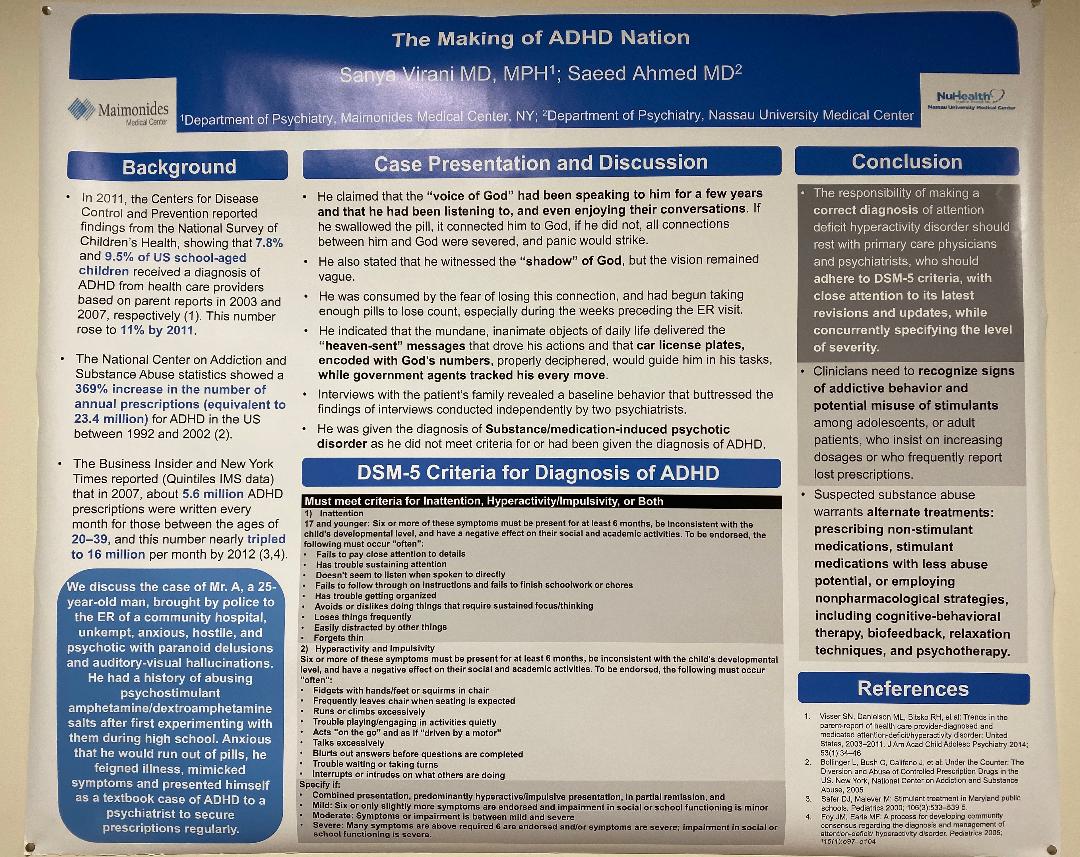 The Making of ADHD Nation
Sanya Virani MD, MPH¹; Saeed Ahmed MD²
Maimonides
Medical Center
¹Department of Psychiatry, Maimonides Medical Center, NY; ²Department of Psychiatry, Nassau University Medical Center
NuHealth
Nassau University Medical Center
Background
• In 2011, the Centers for Disease
Control and Prevention reported
findings from the National Survey of
Children's Health, showing that 7.8%
and 9.5% of US school-aged
children received a diagnosis of
ADHD from health care providers
based on parent reports in 2003 and
2007, respectively (1). This number
rose to 11% by 2011.
• The National Center on Addiction and
Substance Abuse statistics showed a
369% increase in the number of
annual prescriptions (equivalent to
23.4 million) for ADHD in the US
between 1992 and 2002 (2).
• The Business Insider and New York
Times reported (Quintiles IMS data)
that in 2007, about 5.6 million ADHD
prescriptions were written every
month for those between the ages of
20–39, and this number nearly tripled
to 16 million per month by 2012 (3,4).
We discuss the case of Mr. A, a 25-
year-old man, brought by police to
the ER of a community hospital,
unkempt, anxious, hostile, and
psychotic with paranoid delusions
and auditory-visual hallucinations.
He had a history of abusing
psychostimulant
amphetamine/dextroamphetamine
salts after first experimenting with
them during high school. Anxious
that he would run out of pills, he
feigned illness, mimicked
symptoms and presented himself
as a textbook case of ADHD to a
psychiatrist to secure
prescriptions regularly.
Case Presentation and Discussion
• He claimed that the “voice of God” had been speaking to him for a few years
and that he had been listening to, and even enjoying their conversations. If
he swallowed the pill, it connected him to God, if he did not, all connections
between him and God were severed, and panic would strike.
• He also stated that he witnessed the “shadow” of God, but the vision remained
vague.
• He was consumed by the fear of losing this connection, and had begun taking
enough pills to lose count, especially during the weeks preceding the ER visit.
• He indicated that the mundane, inanimate objects of daily life delivered the
“heaven-sent” messages that drove his actions and that car license plates,
encoded with God's numbers, properly deciphered, would guide him in his tasks,
while government agents tracked his every move.
• Interviews with the patient's family revealed a baseline behavior that buttressed the
findings of interviews conducted independently by two psychiatrists.
• He was given the diagnosis of Substance/medication-induced psychotic
disorder as he did not meet criteria for or had been given the diagnosis of ADHD.
DSM-5 Criteria for Diagnosis of ADHD
Must meet criteria for Inattention, Hyperactivity/Impulsivity, or Both
1) Inattention
17 and younger: Six or more of these symptoms must be present for at least 6 months, be inconsistent with the
child's developmental level, and have a negative effect on their social and academic activities. To be endorsed, the
following must occur "often":
• Fails to pay close attention to details
• Has trouble sustaining attention
• Doesn't seem to listen when spoken to directly
• Fails to follow through on instructions and fails to finish schoolwork or chores
• Has trouble getting organized
• Avoids or dislikes doing things that require sustained focus/thinking
• Loses things frequently
• Easily distracted by other things
• Forgets thin
2) Hyperactivity and Impulsivity
Six or more of these symptoms must be present for at least 6 months, be inconsistent with the child's developmental
level, and have a negative effect on their social and academic activities. To be endorsed, the following must occur
"often":
• Fidgets with hands/feet or squirms in chair
• Frequently leaves chair when seating is expected
• Runs or climbs excessively
• Trouble playing/engaging in activities quietly
• Acts "on the go" and as if "driven by a motor"
• Talks excessively
• Blurts out answers before questions are completed
• Trouble waiting or taking turns
• Interrupts or intrudes on what others are doing
Specify if:
• Combined presentation, predominantly hyperactive/impulsive presentation, in partial remission, and
• Mild: Six or only slightly more symptoms are endorsed and impairment in social or school functioning is minor
• Moderate: Symptoms or impairment is between mild and severe
• Severe: Many symptoms are above required 6 are endorsed and/or symptoms are severe; impairment in social or
school functioning is severe.
Conclusion
• The responsibility of making a
correct diagnosis of attention
deficit hyperactivity disorder should
rest with primary care physicians
and psychiatrists, who should
adhere to DSM-5 criteria, with
close attention to its latest
revisions and updates, while
concurrently specifying the level
of severity.
• Clinicians need to recognize signs
of addictive behavior and
potential misuse of stimulants
among adolescents, or adult
patients, who insist on increasing
dosages or who frequently report
lost prescriptions.
• Suspected substance abuse
warrants alternate treatments:
prescribing non-stimulant
medications, stimulant
medications with less abuse
potential, or employing
nonpharmacological strategies,
including cognitive-behavioral
therapy, biofeedback, relaxation
techniques, and psychotherapy.
References
1. Visser SN, Danielson ML, Bitsko RH, et al: Trends in the
parent-report of health care provider-diagnosed and
medicated attention-deficit/hyperactivity disorder: United
States, 2003–2011. J Am Acad Child Adolesc Psychiatry 2014;
53(1):34–46
2. Bollinger L, Bush C, Califano J, et al: Under the Counter: The
Diversion and Abuse of Controlled Prescription Drugs in the
US. New York, National Center on Addiction and Substance
Abuse, 2005
3. Safer DJ, Malever M: Stimulant treatment in Maryland public
schools. Pediatrics 2000; 106(3):533–539
4. Foy JM, Earls MF: A process for developing community
consensus regarding the diagnosis and management of
attention-deficit/ hyperactivity disorder. Pediatrics 2005;